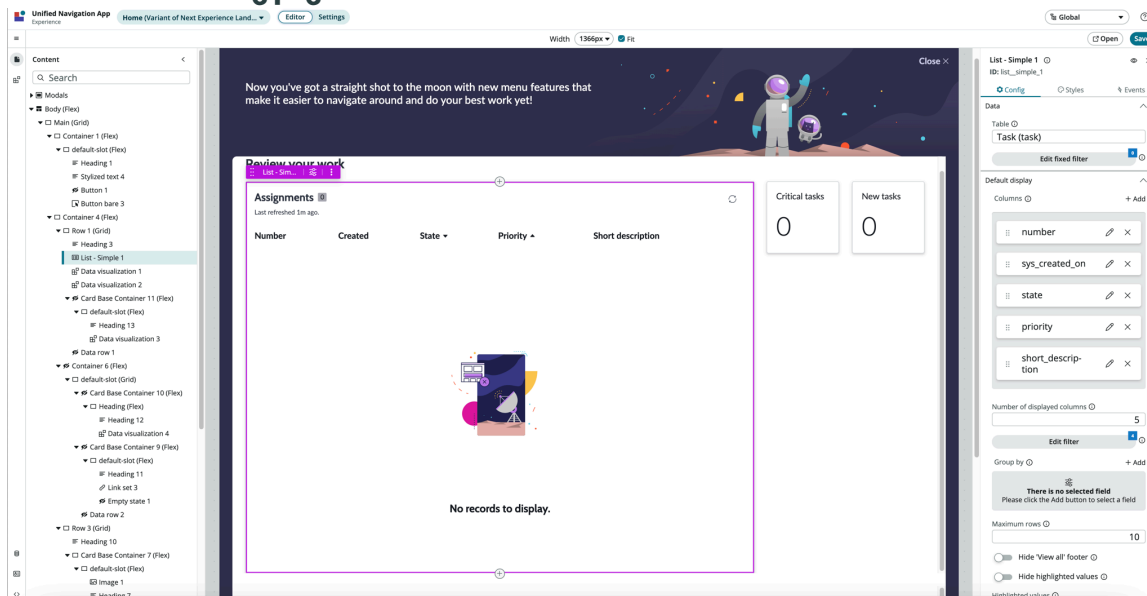 Unified Navigation App
Experience
Home (Variant of Next Experience Land...
Editor
Settings
Global
Width
1366px
Fit
Open
Save
Content
Search
Modals
Body (Flex)
Main (Grid)
Container 1 (Flex)
default-slot (Flex)
Heading 1
Stylized text 4
Button 1
Button bare 3
Container 4 (Flex)
Row 1 (Grid)
Heading 3
List - Simple 1
Data visualization 1
Data visualization 2
Card Base Container 11 (Flex)
default-slot (Flex)
Heading 13
Data visualization 3
Data row 1
Container 6 (Flex)
default-slot (Grid)
Card Base Container 10 (Flex)
Heading (Flex)
Heading 12
Data visualization 4
Card Base Container 9 (Flex)
default-slot (Flex)
Heading 11
Link set 3
Empty state 1
Data row 2
Row 3 (Grid)
Heading 10
Card Base Container 7 (Flex)
default-slot (Flex)
Image 1
Heading 7
Close
Now you've got a straight shot to the moon with new menu features that
make it easier to navigate around and do your best work yet!
Review your work
List - Sim...
Assignments 0
Last refreshed 1m ago.
Number Created State Priority Short description
No records to display.
Critical tasks
0
New tasks
0
List - Simple 1
ID: list__simple_1
Config
Styles
Events
Data
Table
Task (task)
Edit fixed filter
Default display
Columns
+ Add
number
sys_created_on
state
priority
short_descrip-
tion
Number of displayed columns
5
Edit filter
4
Group by
+ Add
There is no selected field
Please click the Add button to select a field
Maximum rows
10
Hide 'View all' footer
Hide highlighted values
Highlighted values